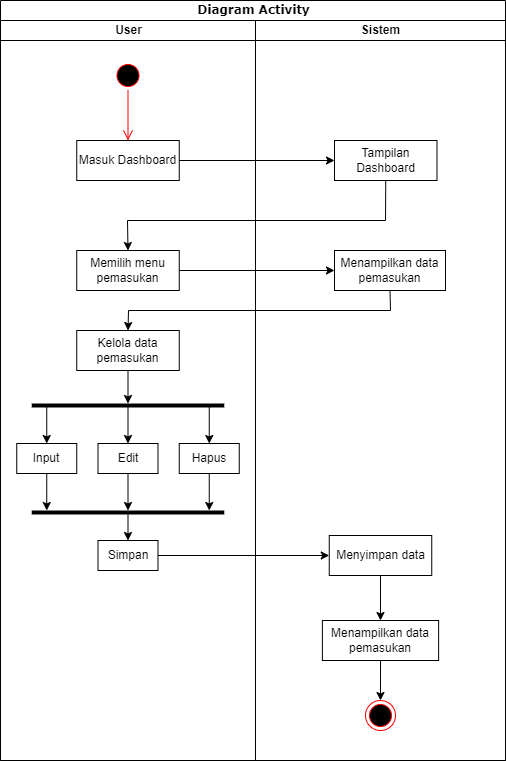 Diagram Activity
User
Sistem
Masuk Dashboard
Tampilan
Dashboard
Memilih menu
pemasukan
Menampilkan data
pemasukan
Kelola data
pemasukan
Input
Edit
Hapus
Simpan
Menyimpan data
Menampilkan data
pemasukan